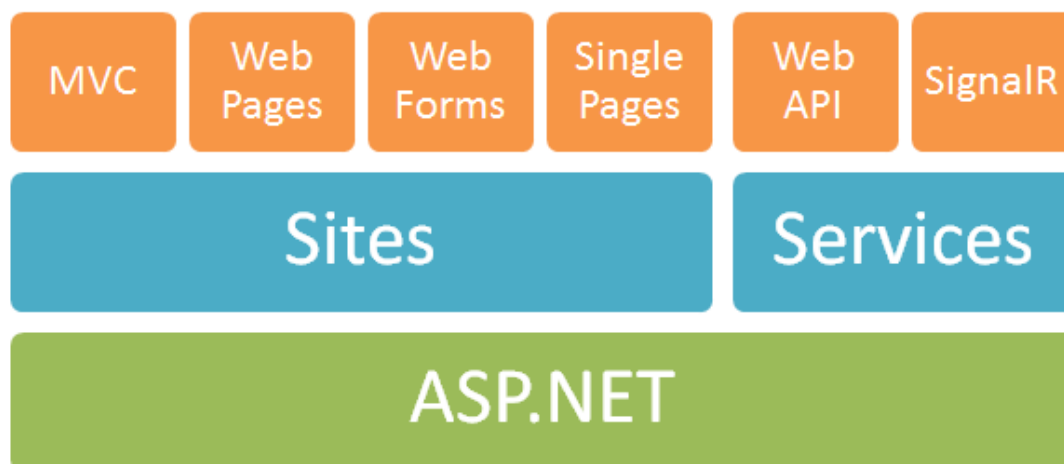 MVC
Web
Pages
Web
Forms
Single
Pages
Web
API
SignalR
Sites
Services
ASP.NET